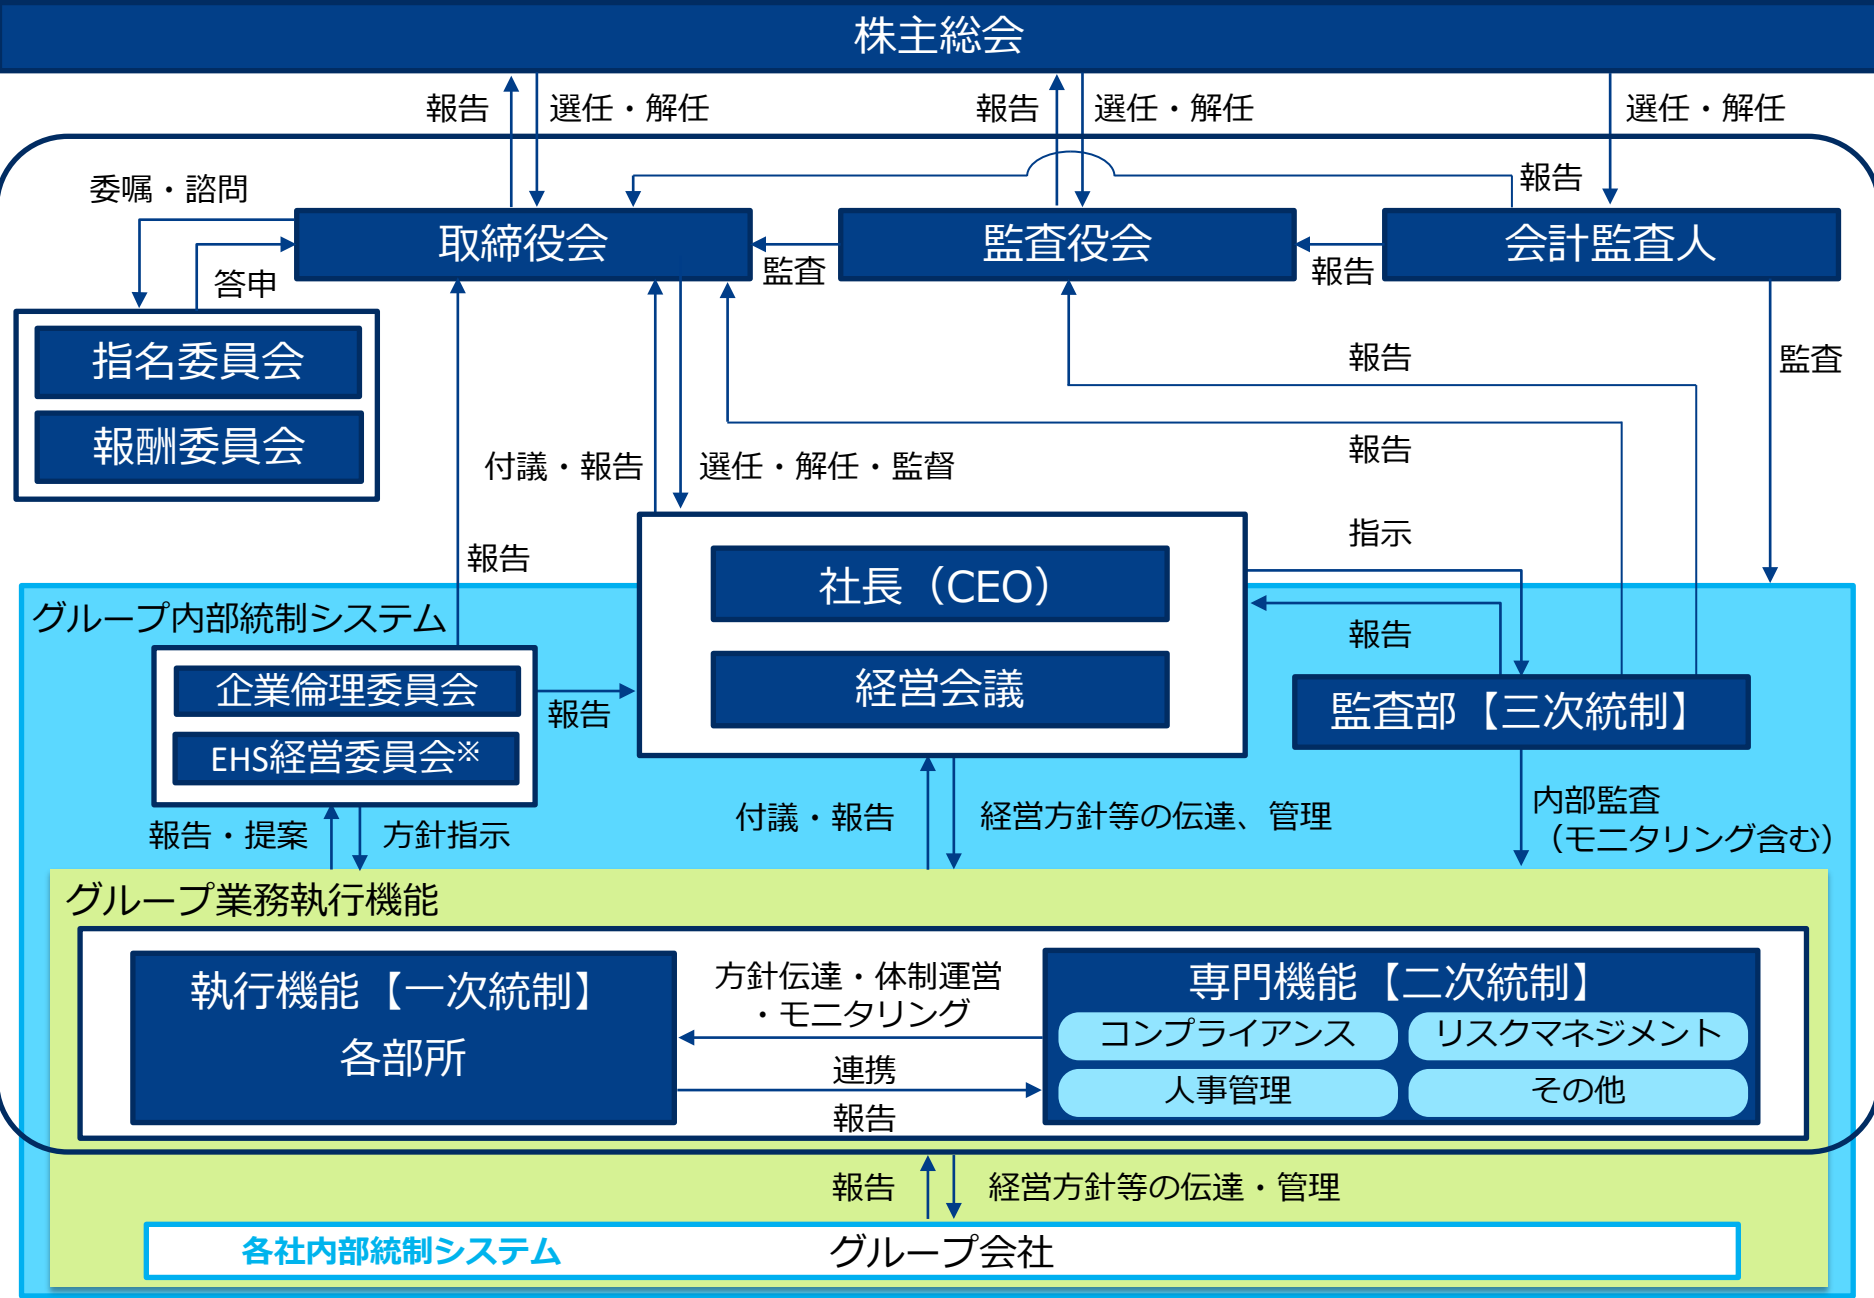 株主総会
報告
選任・解任
報告
選任・解任
選任・解任
委嘱・諮問
報告
取締役会
監査役会
会計監査人
答申
監査
報告
指名委員会
報酬委員会
報告
監査
報告
付議・報告
選任・解任・監督
指示
報告
グループ内部統制システム
社長（CEO）
経営会議
報告
企業倫理委員会
EHS経営委員会※
報告
監査部【三次統制】
報告・提案
方針指示
付議・報告
経営方針等の伝達、管理
内部監査
（モニタリング含む）
グループ業務執行機能
執行機能【一次統制】
各部所
方針伝達・体制運営
・モニタリング
連携
報告
専門機能【二次統制】
コンプライアンス
リスクマネジメント
人事管理
その他
報告
経営方針等の伝達・管理
各社内部統制システム
グループ会社